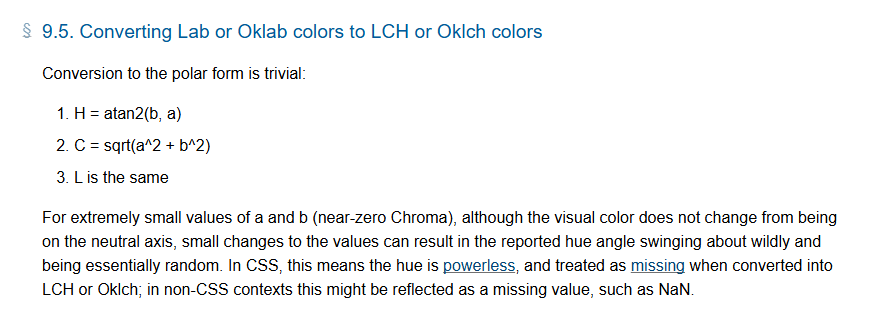 § 9.5. Converting Lab or Oklab colors to LCH or Oklch colors
Conversion to the polar form is trivial:
1. H = atan2(b, a)
2. C = sqrt(a^2 + b^2)
3. L is the same
For extremely small values of a and b (near-zero Chroma), although the visual color does not change from being
on the neutral axis, small changes to the values can result in the reported hue angle swinging about wildly and
being essentially random. In CSS, this means the hue is powerless, and treated as missing when converted into
LCH or Oklch; in non-CSS contexts this might be reflected as a missing value, such as NaN.